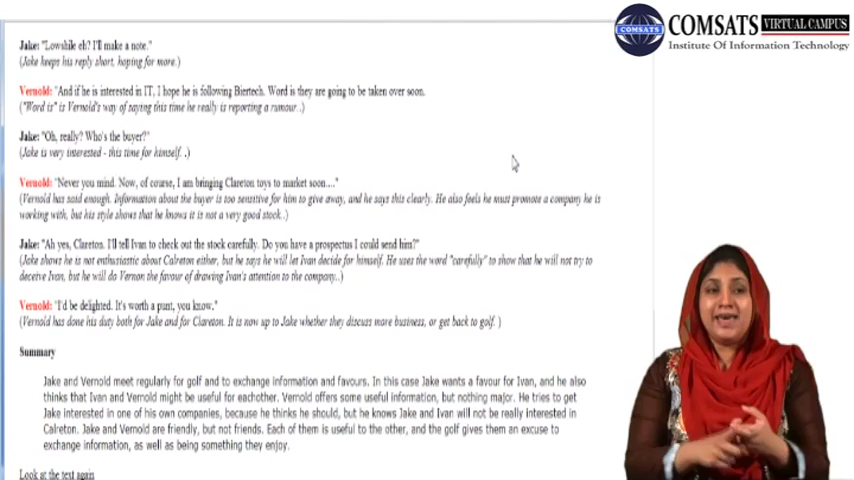 COMSATS VIRTUAL CAMPUS
Institute Of Information Technology
COMSATS
Jake: "Lowshile eh? I'll make a note."
(Jake keeps his reply short, hoping for more.)
Vernold: "And if he is interested in IT, I hope he is following Biertech. Word is they are going to be taken over soon.
("Word is" is Vernold's way of saying this time he really is reporting a rumour..)
Jake: "Oh, really? Who's the buyer?"
(Jake is very interested - this time for himself. .)
Vernold: "Never you mind. Now, of course, I am bringing Clareton toys to market soon...."
(Vernold has said enough. Information about the buyer is too sensitive for him to give away, and he says this clearly. He also feels he must promote a company he is
working with, but his style shows that he knows it is not a very good stock..)
Jake: "Ah yes, Clareton. I'll tell Ivan to check out the stock carefully. Do you have a prospectus I could send him?"
(Jake shows he is not enthusiastic about Calreton either, but he says he will let Ivan decide for himself. He uses the word "carefully" to show that he will not try to
deceive Ivan, but he will do Vernon the favour of drawing Ivan's attention to the company..)
Vernold: "I'd be delighted. It's worth a punt, you know."
(Vernold has done his duty both for Jake and for Clareton. It is now up to Jake whether they discuss more business, or get back to golf. )
Summary
Jake and Vernold meet regularly for golf and to exchange information and favours. In this case Jake wants a favour for Ivan, and he also
thinks that Ivan and Vernold might be useful for eachother. Vernold offers some useful information, but nothing major. He tries to get
Jake interested in one of his own companies, because he thinks he should, but he knows Jake and Ivan will not be really interested in
Calreton. Jake and Vernold are friendly, but not friends. Each of them is useful to the other, and the golf gives them an excuse to
exchange information, as well as being something they enjoy.
Look at the text again